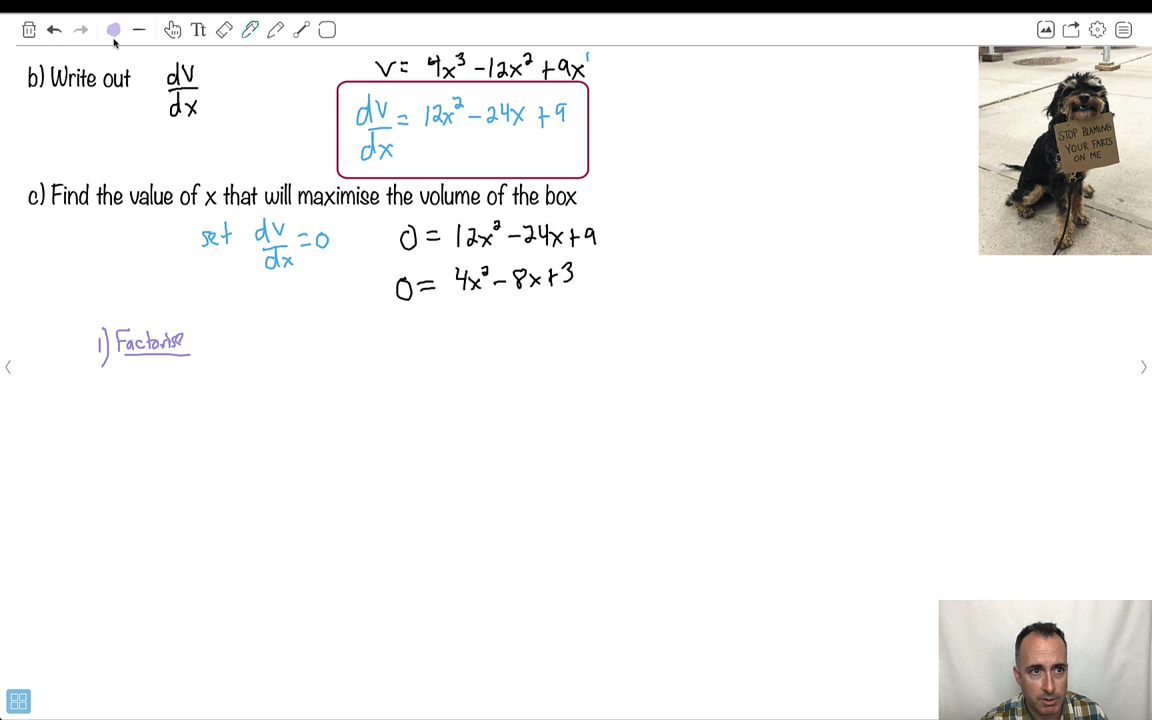 Tt
b) Write out dV/dx
V = 4x³ - 12x² + 9x¹
dV/dx = 12x² - 24x + 9
c) Find the value of x that will maximise the volume of the box
set dV/dx = 0
0 = 12x² - 24x + 9
0 = 4x² - 8x + 3
1) Factorise
STOP BLAMING
YOUR FARTS
ON ME